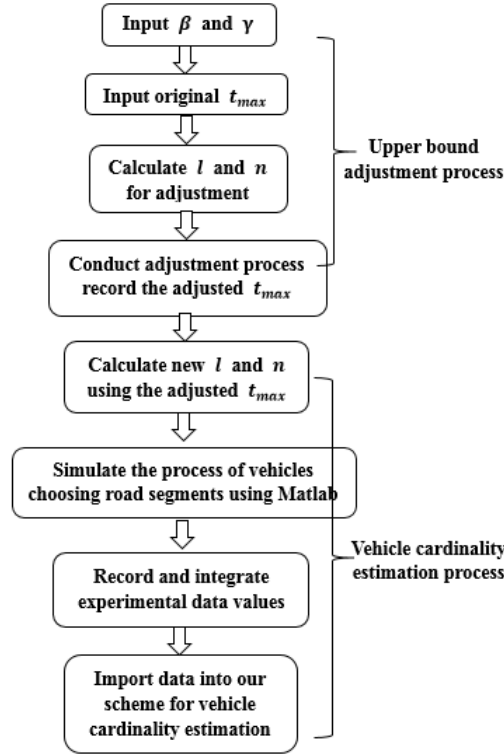 Input β and γ
Input original t_max
Calculate l and n
for adjustment
Conduct adjustment process
record the adjusted t_max
Calculate new l and n
using the adjusted t_max
Simulate the process of vehicles
choosing road segments using Matlab
Record and integrate
experimental data values
Import data into our
scheme for vehicle
cardinality estimation
Upper bound
adjustment process
Vehicle cardinality
estimation process